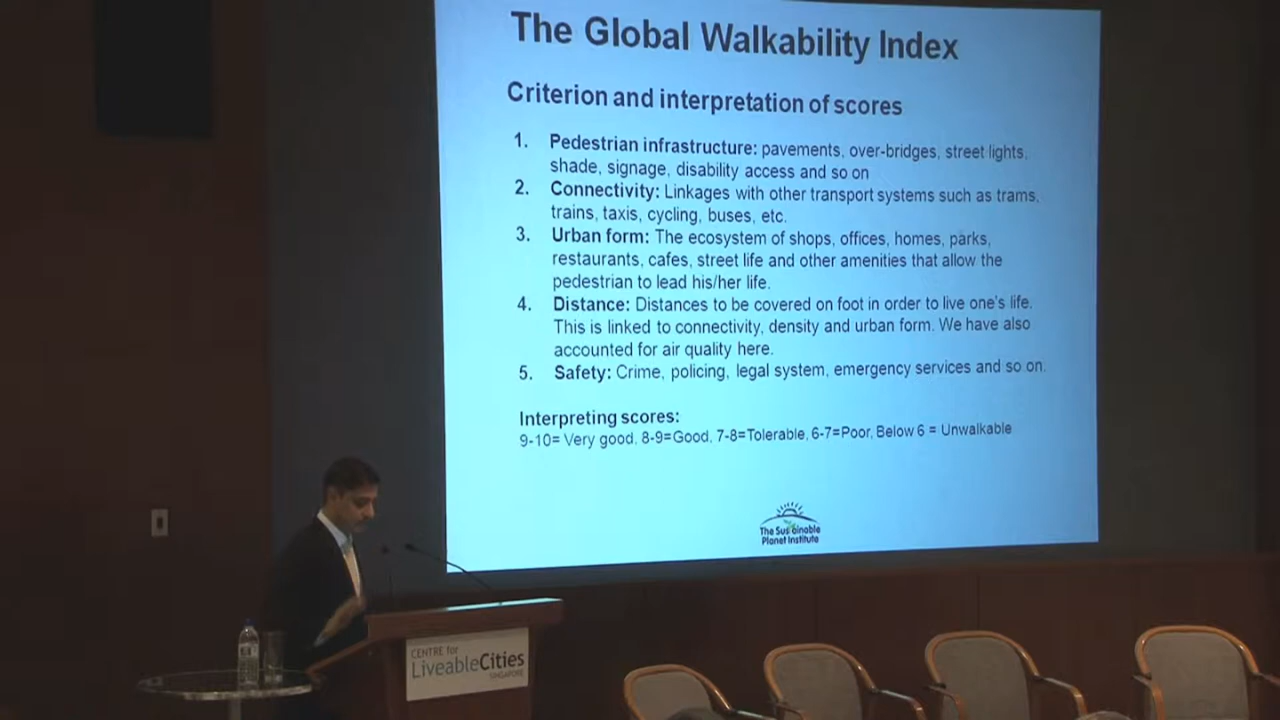 The Global Walkability Index
Criterion and interpretation of scores
1. Pedestrian infrastructure: pavements, over-bridges, street lights,
shade, signage, disability access and so on
2. Connectivity: Linkages with other transport systems such as trams,
trains, taxis, cycling, buses, etc.
3. Urban form: The ecosystem of shops, offices, homes, parks,
restaurants, cafes, street life and other amenities that allow the
pedestrian to lead his/her life.
4. Distance: Distances to be covered on foot in order to live one's life.
This is linked to connectivity, density and urban form. We have also
accounted for air quality here.
5. Safety: Crime, policing, legal system, emergency services and so on.
Interpreting scores:
9-10= Very good, 8-9=Good, 7-8=Tolerable, 6-7=Poor, Below 6 = Unwalkable
The Sustainable
Planet Institute
CENTRE for
LiveableCities
SINGAPORE